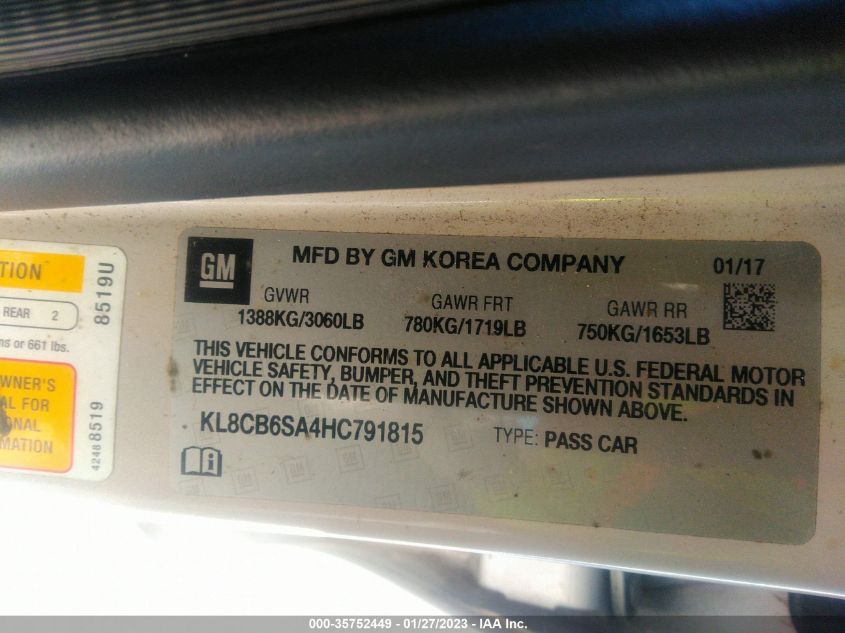 TION
REAR 2
ns or 661 lbs.
WNER'S
AL FOR
ONAL
MATION
8519U
4248 8519
GM
MFD BY GM KOREA COMPANY 01/17
GVWR GAWR FRT GAWR RR
1388KG/3060LB 780KG/1719LB 750KG/1653LB
THIS VEHICLE CONFORMS TO ALL APPLICABLE U.S. FEDERAL MOTOR
VEHICLE SAFETY, BUMPER, AND THEFT PREVENTION STANDARDS IN
EFFECT ON THE DATE OF MANUFACTURE SHOWN ABOVE.
KL8CB6SA4HC791815 TYPE: PASS CAR
000-35752449 - 01/27/2023 - IAA Inc.